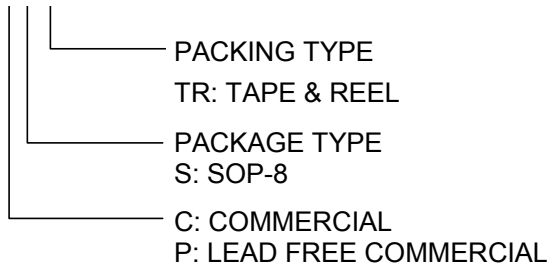 PACKING TYPE
TR: TAPE & REEL
PACKAGE TYPE
S: SOP-8
C: COMMERCIAL
P: LEAD FREE COMMERCIAL